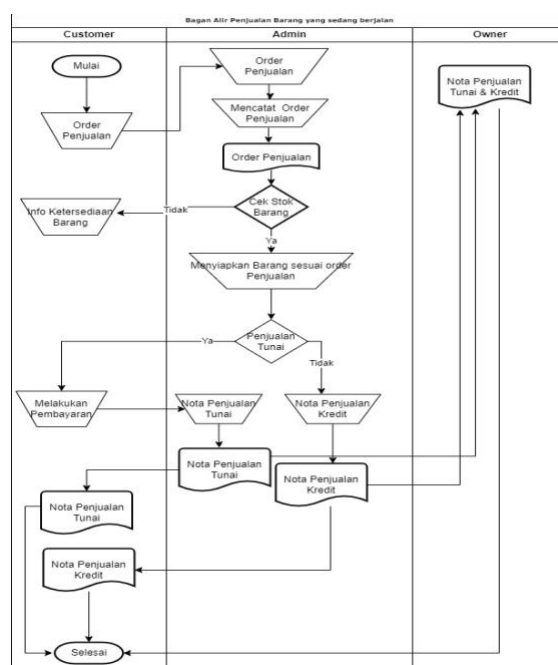 Bagan Alir Penjualan Barang yang sedang berjalan
Customer
Admin
Owner
Mulai
Order
Penjualan
Order
Penjualan
Mencatat Order
Penjualan
Order Penjualan
Cek Stok
Barang
Tidak
Info Ketersediaan
Barang
Ya
Menyiapkan Barang sesuai order
Penjualan
Penjualan
Tunai
Ya
Tidak
Melakukan
Pembayaran
Nota Penjualan
Tunai
Nota Penjualan
Kredit
Nota Penjualan
Tunai
Nota Penjualan
Kredit
Nota Penjualan
Tunai
Nota Penjualan
Kredit
Selesai
Nota Penjualan
Tunai & Kredit